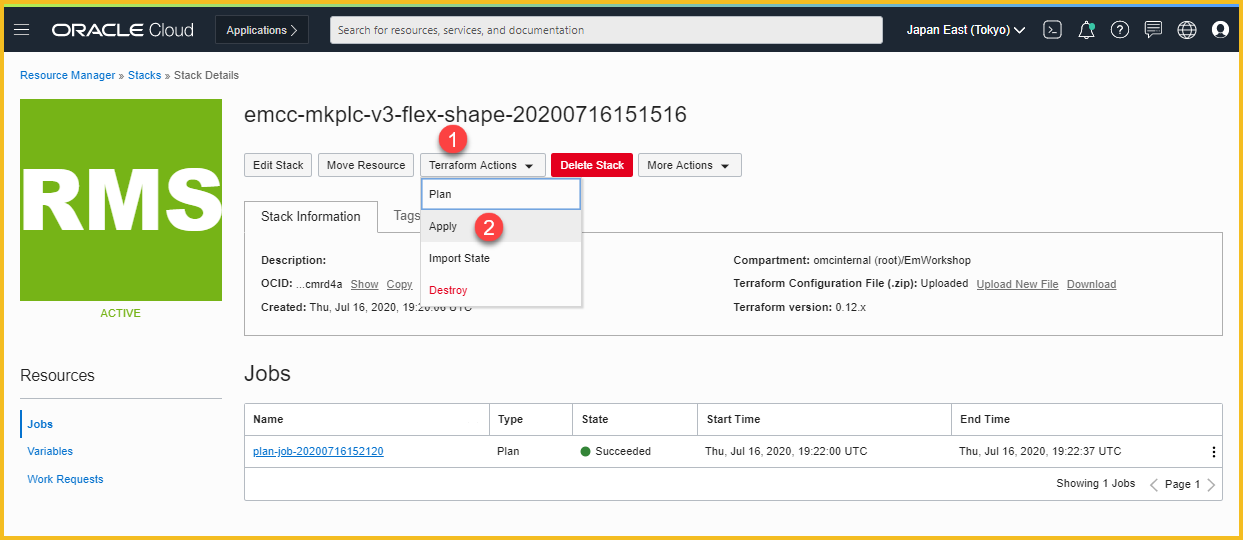 ORACLE Cloud Applications Search for resources, services, and documentation Japan East (Tokyo)
Resource Manager » Stacks » Stack Details
RMS
ACTIVE
emcc-mkplc-v3-flex-shape-20200716151516
1
Edit Stack Move Resource Terraform Actions Delete Stack More Actions
Plan
Apply 2
Import State
Destroy
Stack Information Tags
Description:
OCID: ...cmrd4a Show Copy
Created: Thu, Jul 16, 2020, 19:20:00 UTC
Compartment: omcinternal (root)/EmWorkshop
Terraform Configuration File (.zip): Uploaded Upload New File Download
Terraform version: 0.12.x
Resources
Jobs
Variables
Work Requests
Jobs
Name Type State Start Time End Time
plan-job-20200716152120 Plan Succeeded Thu, Jul 16, 2020, 19:22:00 UTC Thu, Jul 16, 2020, 19:22:37 UTC
Showing 1 Jobs Page 1